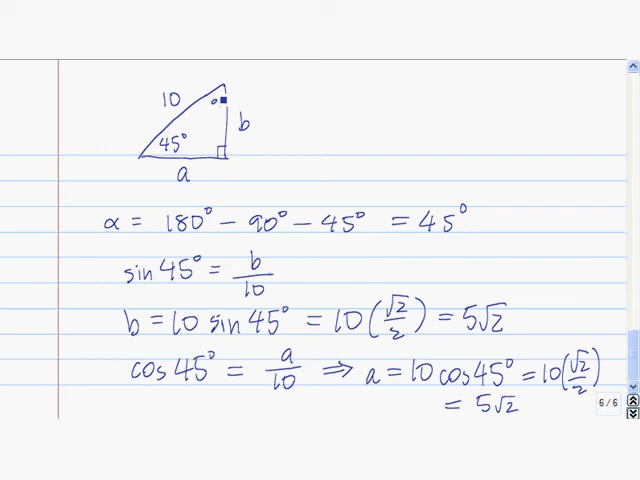 10
b
45°
a
α = 180° − 90° − 45° = 45°
sin 45° = b/10
b = 10 sin 45° = 10(√2/2) = 5√2
cos 45° = a/10 ⟹ a = 10 cos 45° = 10(√2/2)
= 5√2
6/6